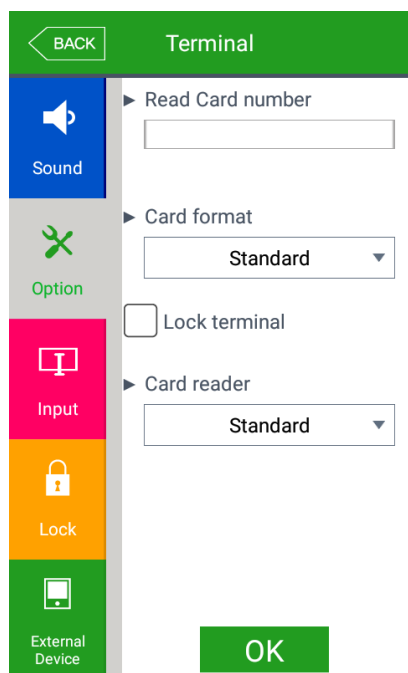 BACK
Terminal
Sound
Option
Input
Lock
External
Device
► Read Card number
► Card format
Standard
Lock terminal
► Card reader
Standard
OK